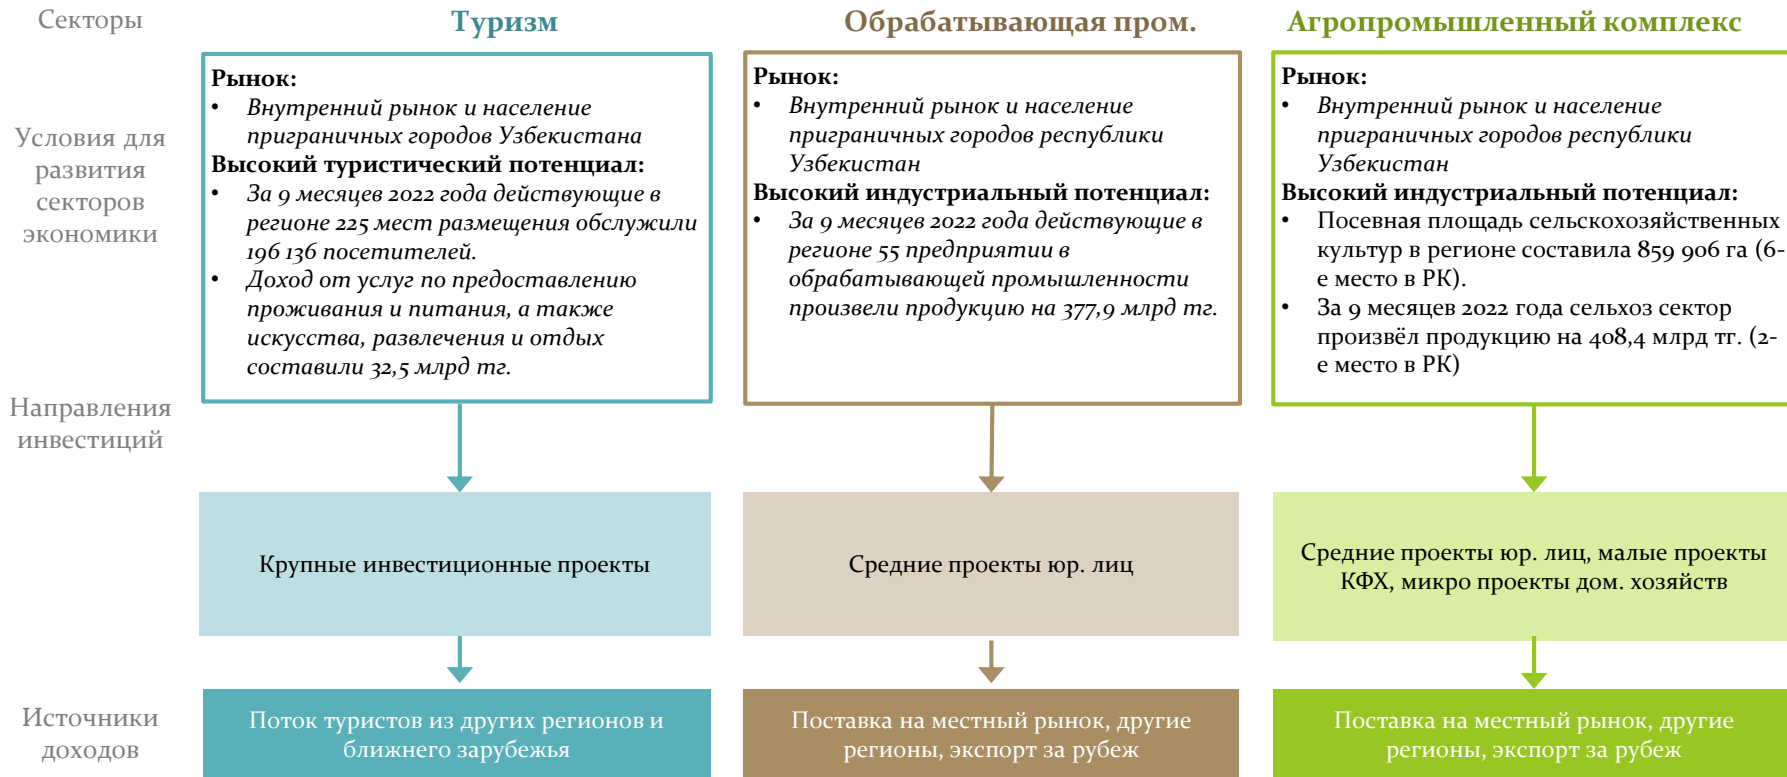 Секторы
Туризм
Обрабатывающая пром.
Агропромышленный комплекс
Условия для
развития
секторов
экономики
Рынок:
• Внутренний рынок и население
приграничных городов Узбекистана
Высокий туристический потенциал:
• За 9 месяцев 2022 года действующие в
регионе 225 мест размещения обслужили
196 136 посетителей.
• Доход от услуг по предоставлению
проживания и питания, а также
искусства, развлечения и отдых
составили 32,5 млрд тг.
Рынок:
• Внутренний рынок и население
приграничных городов республики
Узбекистан
Высокий индустриальный потенциал:
• За 9 месяцев 2022 года действующие в
регионе 55 предприятии в
обрабатывающей промышленности
произвели продукцию на 377,9 млрд тг.
Рынок:
• Внутренний рынок и население
приграничных городов республики
Узбекистан
Высокий индустриальный потенциал:
• Посевная площадь сельскохозяйственных
культур в регионе составила 859 906 га (6-
е место в РК).
• За 9 месяцев 2022 года сельхоз сектор
произвёл продукцию на 408,4 млрд тг. (2-
е место в РК)
Направления
инвестиций
Крупные инвестиционные проекты
Средние проекты юр. лиц
Средние проекты юр. лиц, малые проекты
КФХ, микро проекты дом. хозяйств
Источники
доходов
Поток туристов из других регионов и
ближнего зарубежья
Поставка на местный рынок, другие
регионы, экспорт за рубеж
Поставка на местный рынок, другие
регионы, экспорт за рубеж